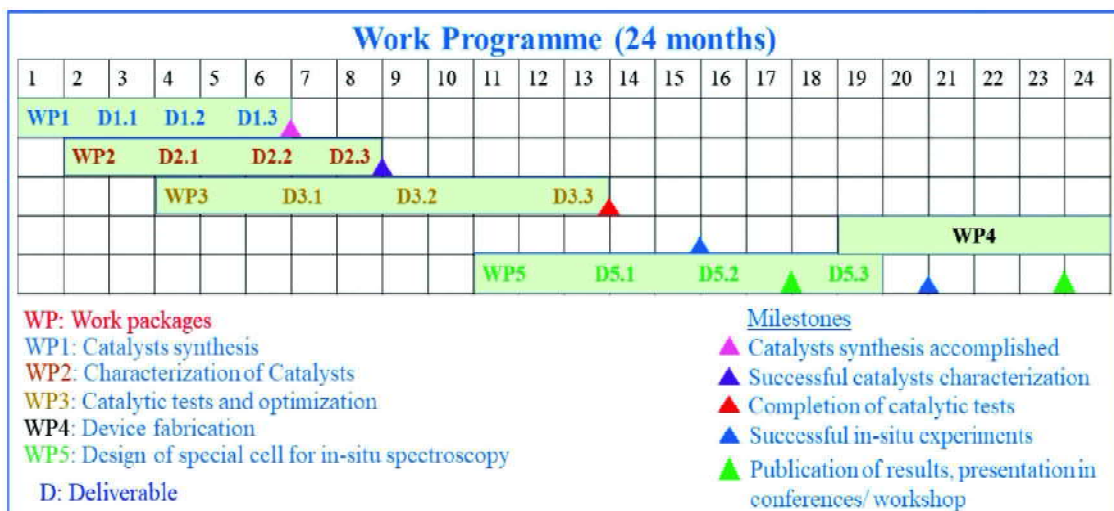 Work Programme (24 months)
1 2 3 4 5 6 7 8 9 10 11 12 13 14 15 16 17 18 19 20 21 22 23 24
WP1 D1.1 D1.2 D1.3
WP2 D2.1 D2.2 D2.3
WP3 D3.1 D3.2 D3.3
WP4
WP5 D5.1 D5.2 D5.3
WP: Work packages
WP1: Catalysts synthesis
WP2: Characterization of Catalysts
WP3: Catalytic tests and optimization
WP4: Device fabrication
WP5: Design of special cell for in-situ spectroscopy
D: Deliverable
Milestones
Catalysts synthesis accomplished
Successful catalysts characterization
Completion of catalytic tests
Successful in-situ experiments
Publication of results, presentation in
conferences/ workshop